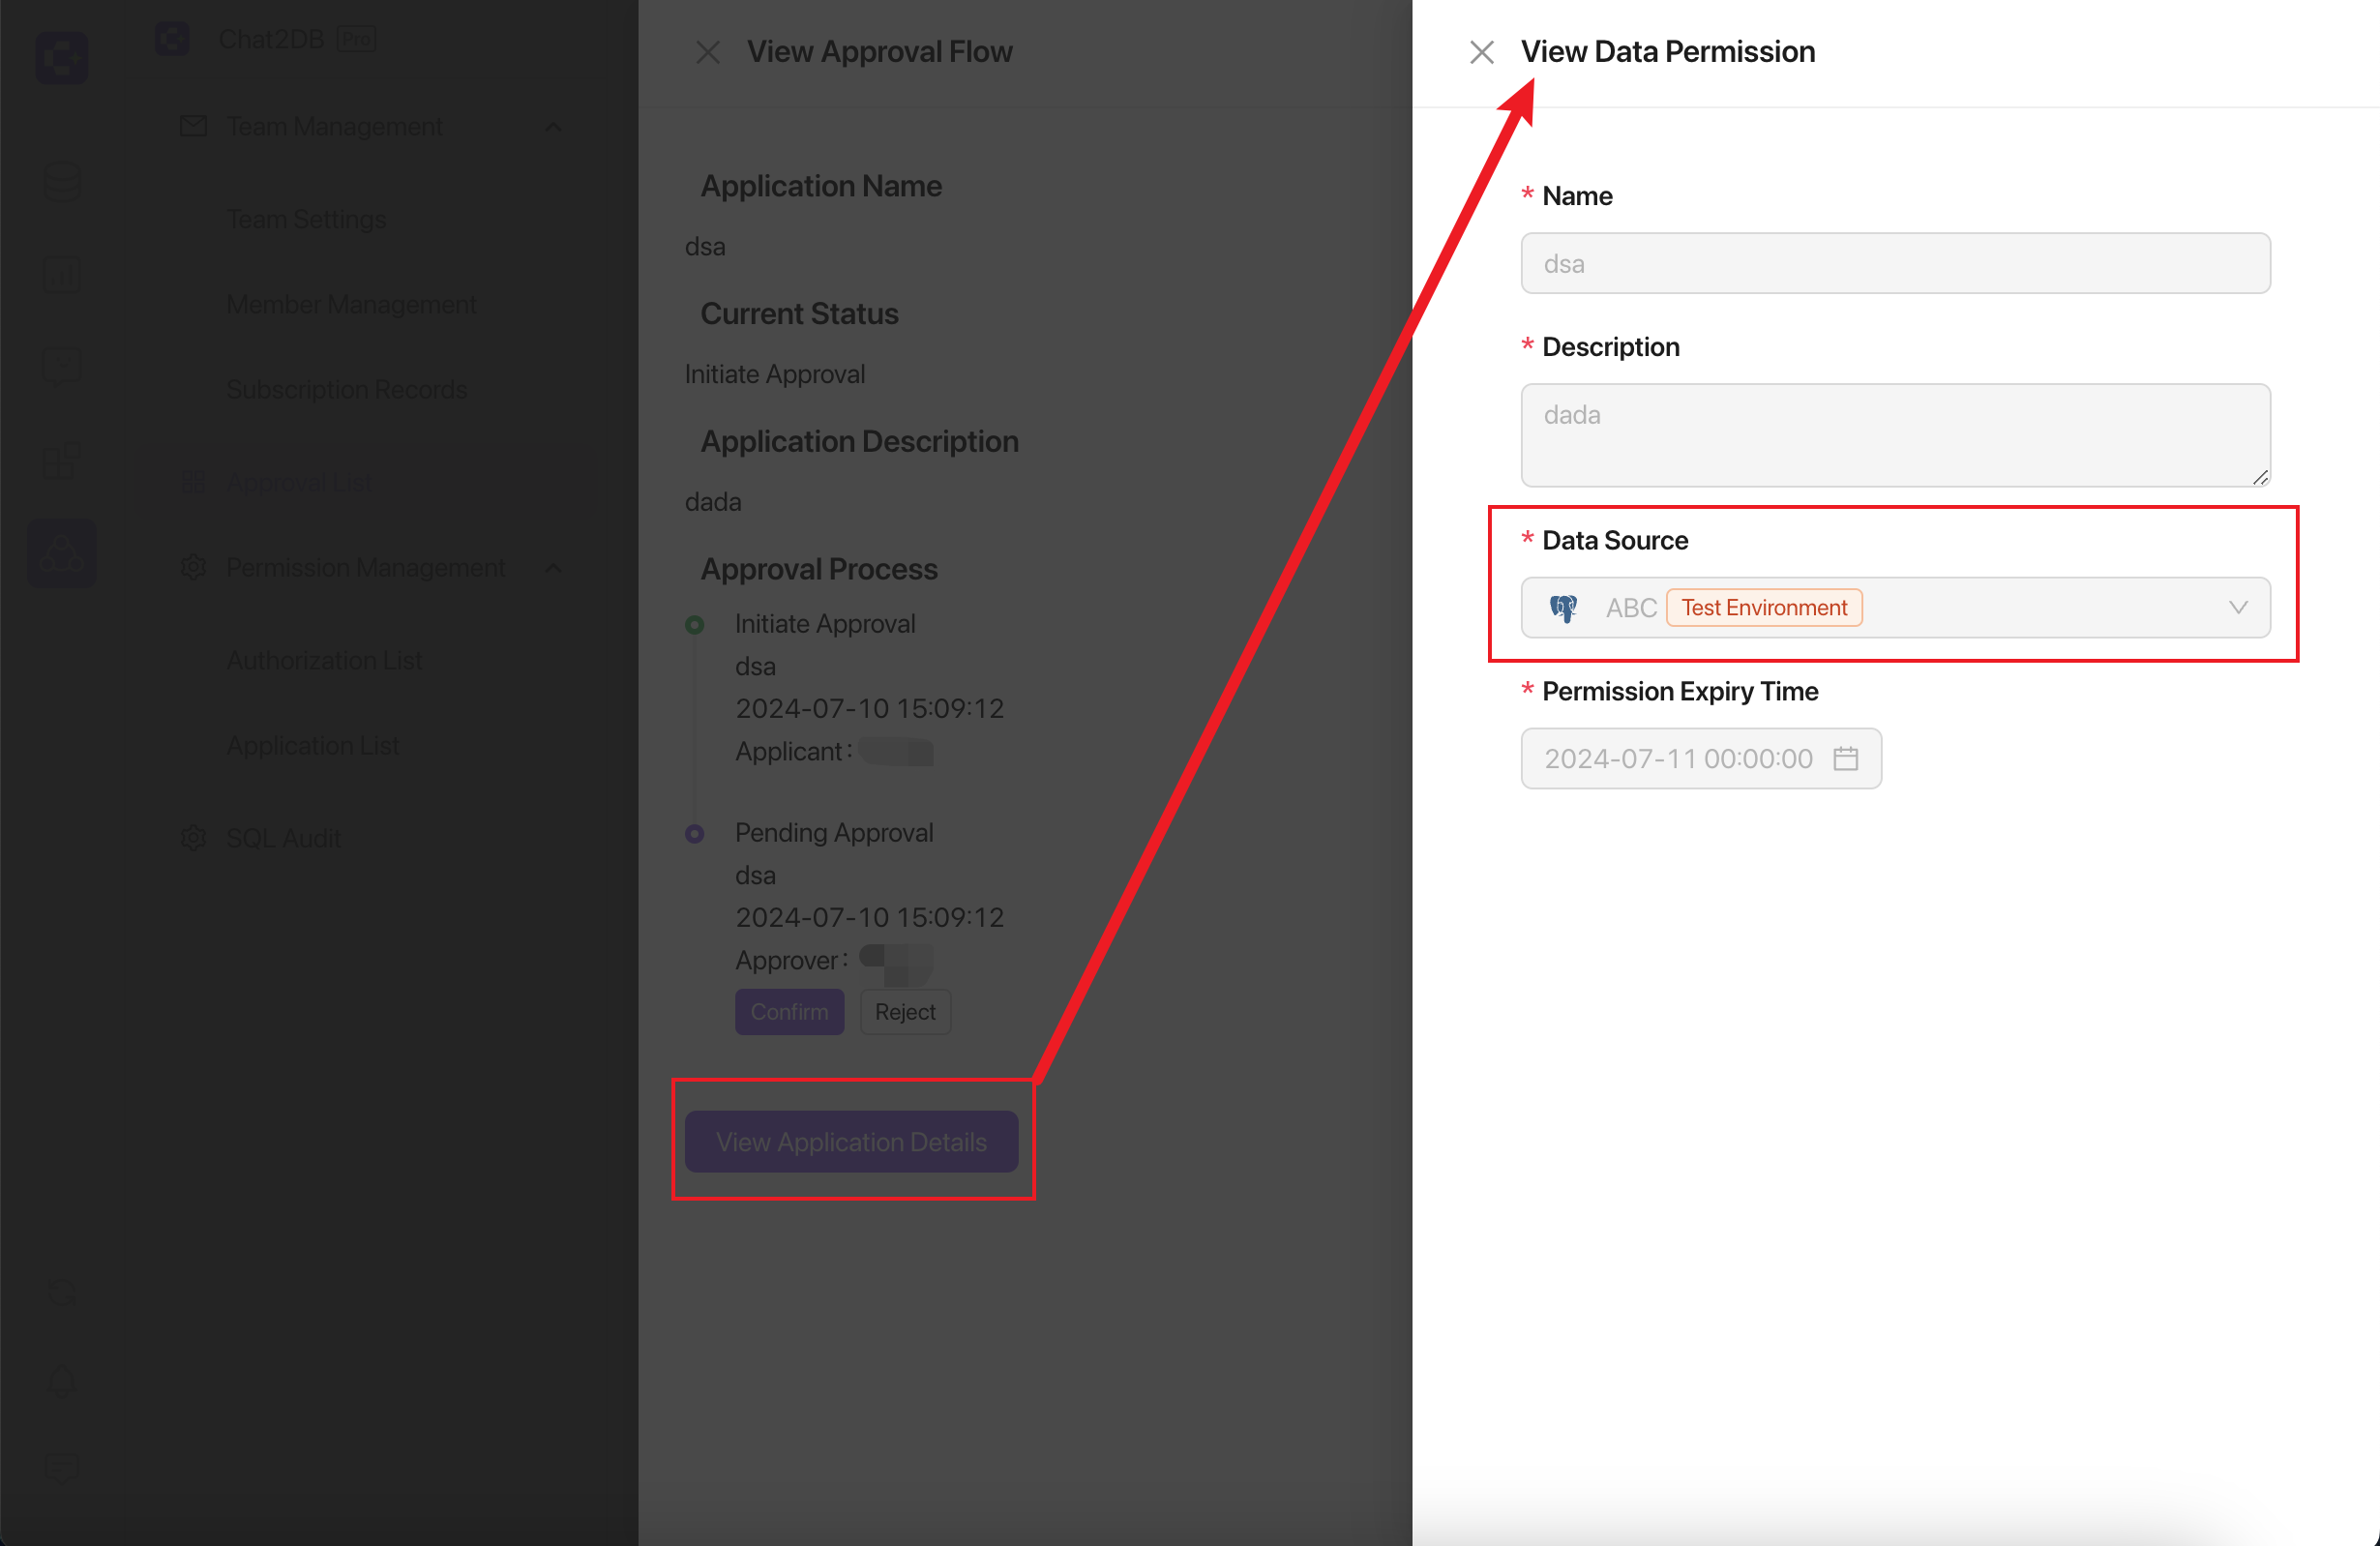 Chat2DB Pro
Team Management
Team Settings
Member Management
Subscription Records
Approval List
Permission Management
Authorization List
Application List
SQL Audit
View Approval Flow
Application Name
dsa
Current Status
Initiate Approval
Application Description
dada
Approval Process
Initiate Approval
dsa
2024-07-10 15:09:12
Applicant :
Pending Approval
dsa
2024-07-10 15:09:12
Approver :
Confirm Reject
View Application Details
View Data Permission
* Name
dsa
* Description
dada
* Data Source
ABC Test Environment
* Permission Expiry Time
2024-07-11 00:00:00